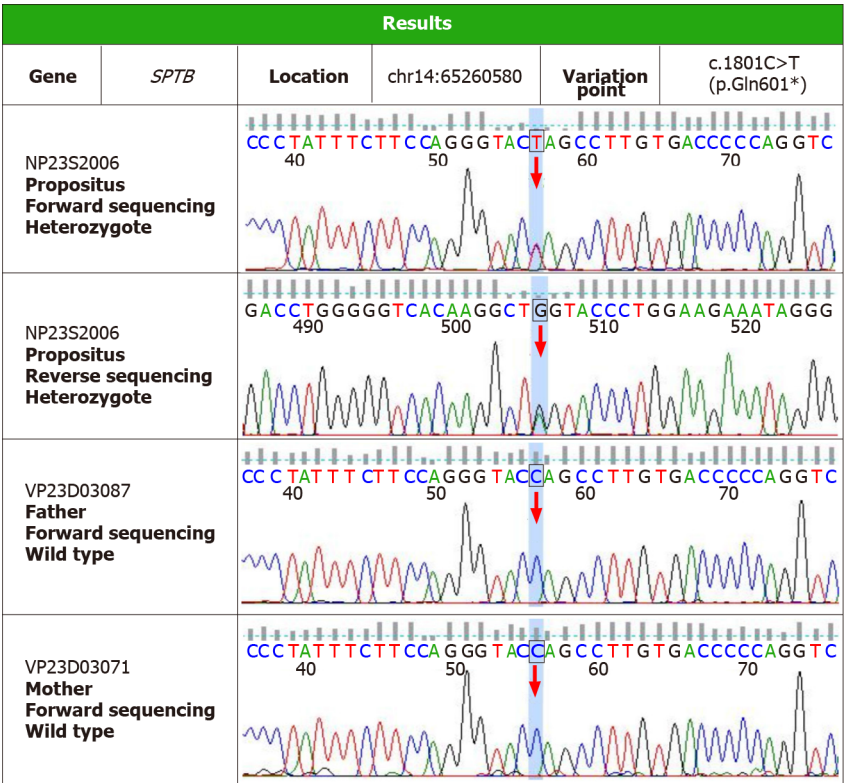 Results
Gene SPTB Location chr14:65260580 Variation point c.1801C>T (p.Gln601*)
CCCTATTTCTTCCAGGGTACTAGCCTTGTGACCCCCAGGTC
40 50 60 70
NP23S2006
Propositus
Forward sequencing
Heterozygote
GACCTGGGGGTCACAAGGCTGGTACCCTGGAAGAAATAGGG
490 500 510 520
NP23S2006
Propositus
Reverse sequencing
Heterozygote
CCCTATTTCTTCCAGGGTACCAGCCTTGTGACCCCCAGGTC
40 50 60 70
VP23D03087
Father
Forward sequencing
Wild type
CCCTATTTCTTCCAGGGTACCAGCCTTGTGACCCCCAGGTC
40 50 60 70
VP23D03071
Mother
Forward sequencing
Wild type